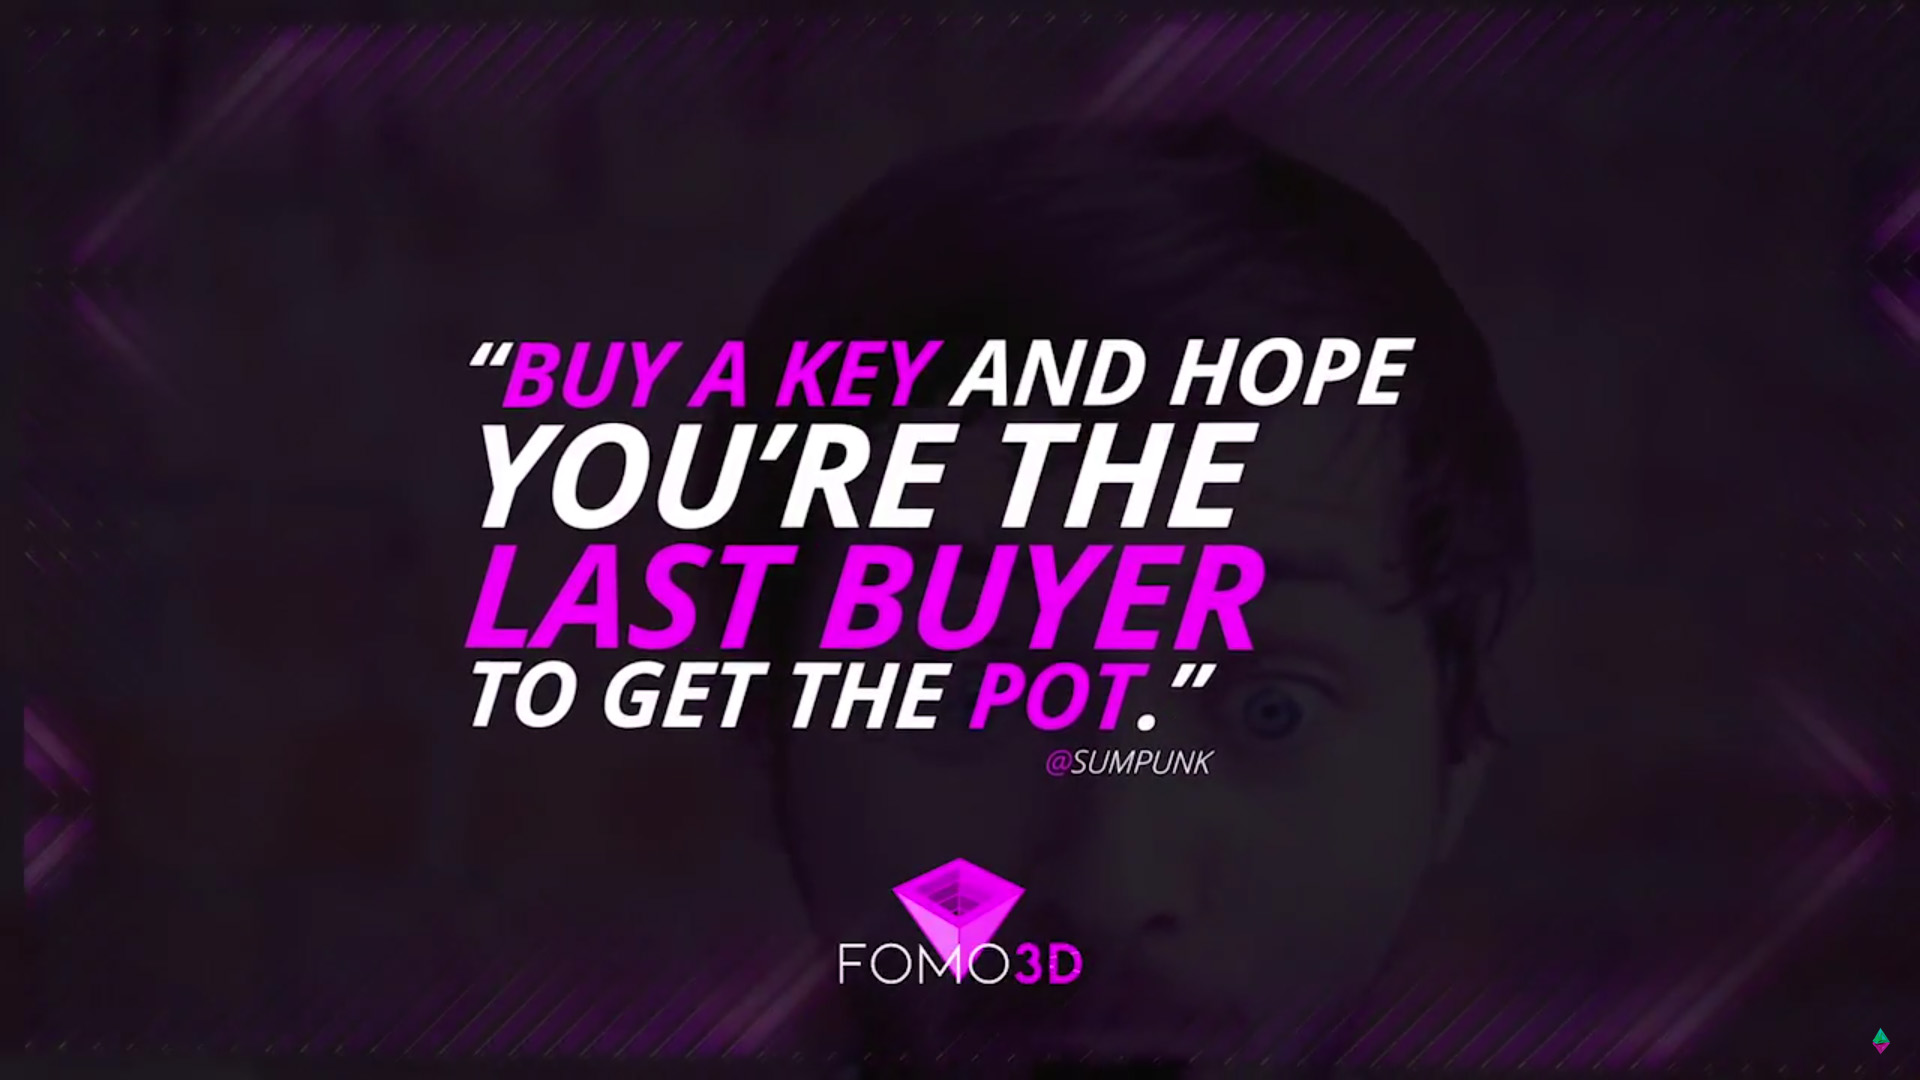 “BUY A KEY AND HOPE
YOU’RE THE
LAST BUYER
TO GET THE POT.”
@SUMPUNK
FOMO3D